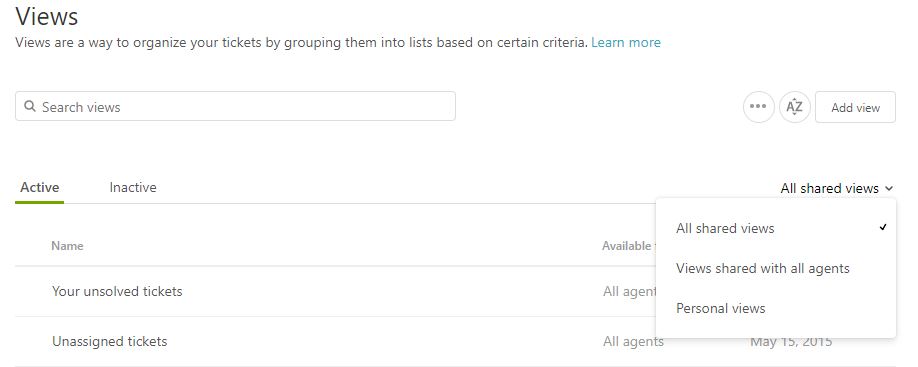 Views
Views are a way to organize your tickets by grouping them into lists based on certain criteria. Learn more
Search views
AZ
Add view
Active Inactive All shared views
All shared views
Name Available
Views shared with all agents
Your unsolved tickets All agent
Personal views
Unassigned tickets All agents May 15, 2015